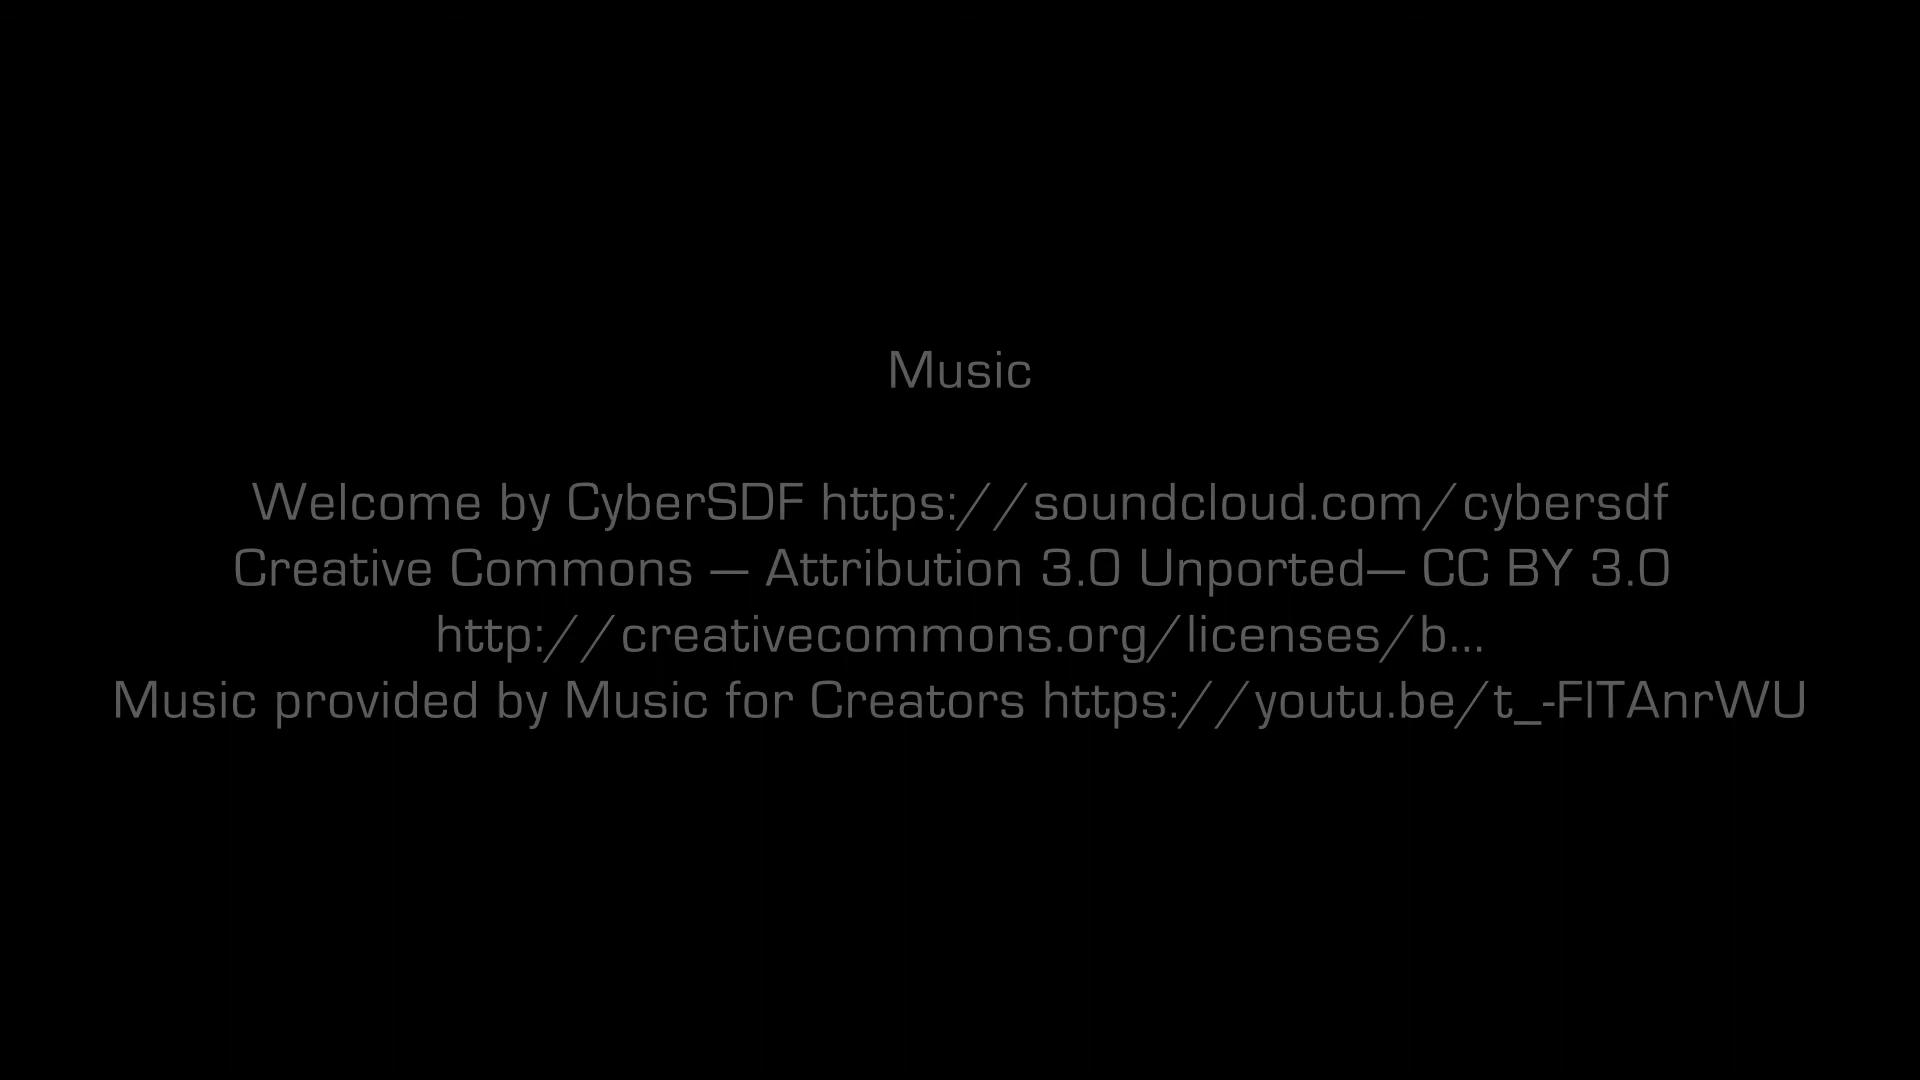 Music
Welcome by CyberSDF https://soundcloud.com/cybersdf
Creative Commons — Attribution 3.0 Unported— CC BY 3.0
http://creativecommons.org/licenses/b...
Music provided by Music for Creators https://youtu.be/t_-FlTAnrWU